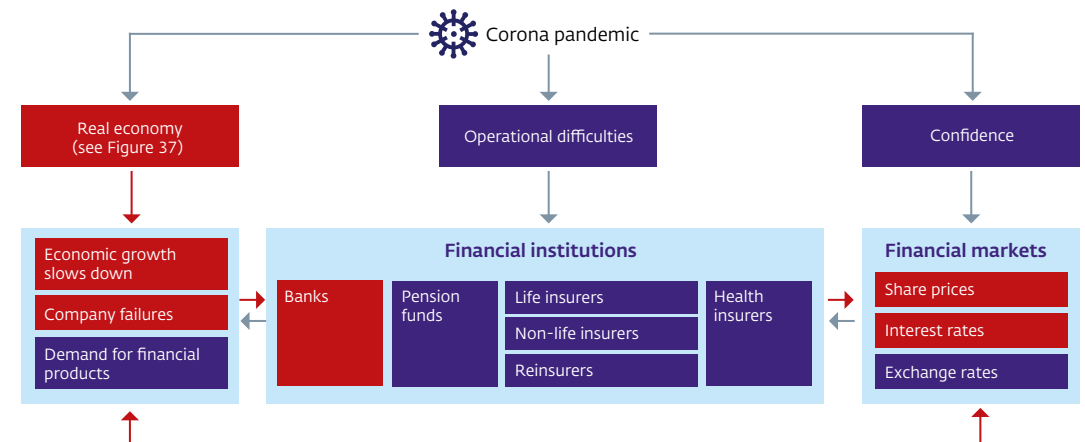 Corona pandemic
Real economy
(see Figure 37)
Operational difficulties
Confidence
Economic growth
slows down
Company failures
Demand for financial
products
Financial institutions
Banks
Pension
funds
Life insurers
Non-life insurers
Reinsurers
Health
insurers
Financial markets
Share prices
Interest rates
Exchange rates